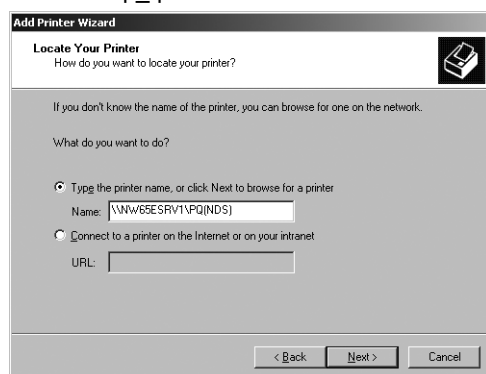 Add Printer Wizard
Locate Your Printer
How do you want to locate your printer?
If you don't know the name of the printer, you can browse for one on the network.
What do you want to do?
Type the printer name, or click Next to browse for a printer
Name: \\NW65ESRV1\PQ(NDS)
Connect to a printer on the Internet or on your intranet
URL:
< Back Next > Cancel